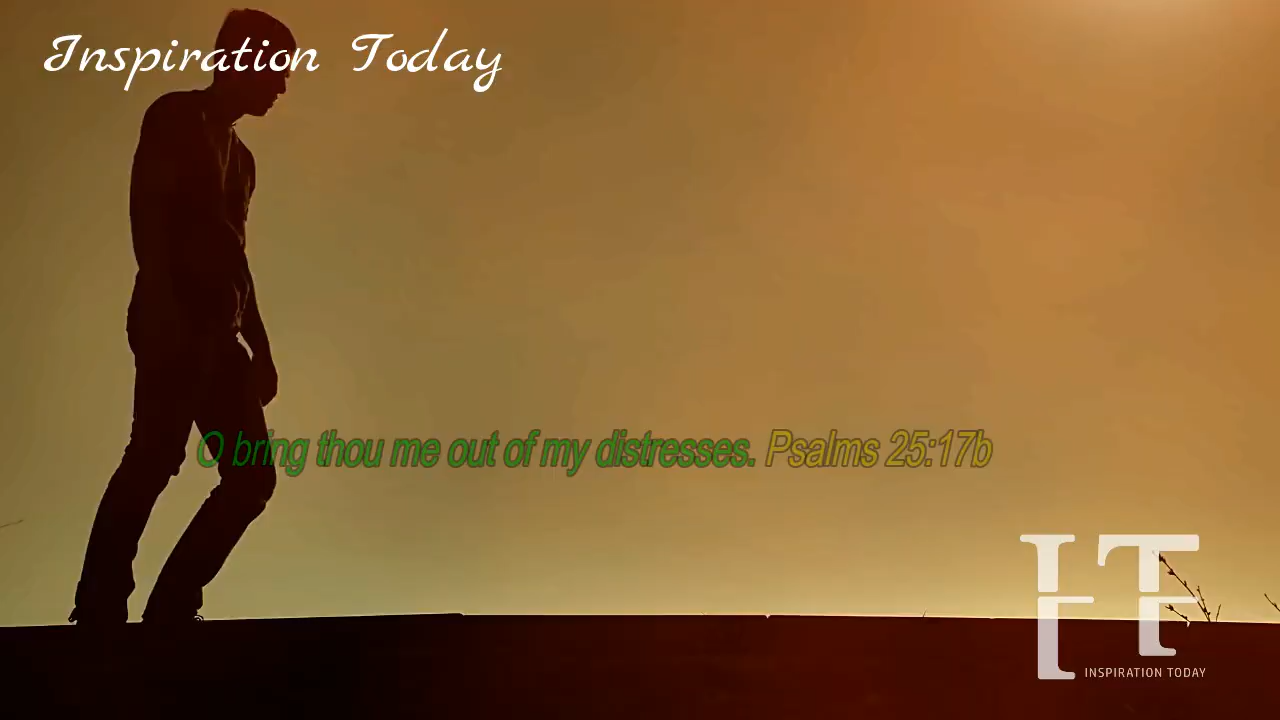 Inspiration Today
O bring thou me out of my distresses. Psalms 25:17b
IT
INSPIRATION TODAY